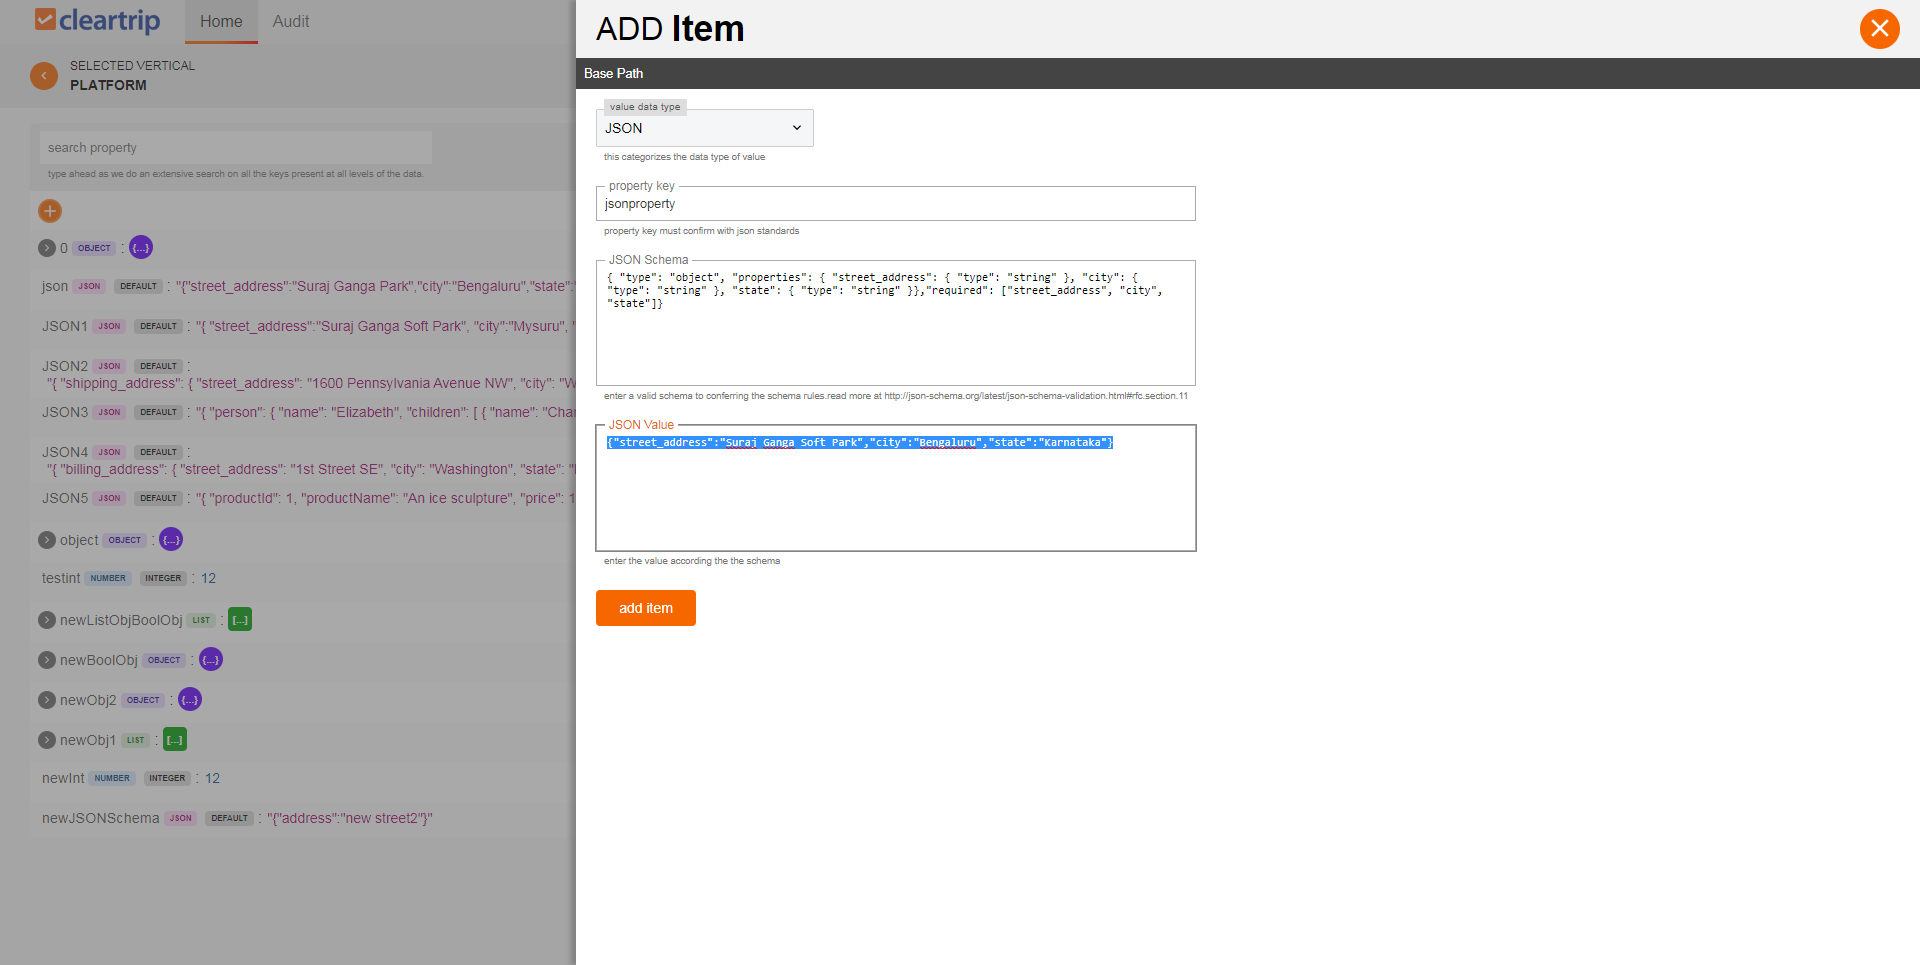 cleartrip
Home
Audit
SELECTED VERTICAL
PLATFORM
search property
type ahead as we do an extensive search on all the keys present at all levels of the data.
0 OBJECT : {...}
json JSON DEFAULT : "{"street_address":"Suraj Ganga Park","city":"Bengaluru","state":"
JSON1 JSON DEFAULT : "{ "street_address":"Suraj Ganga Soft Park", "city":"Mysuru", "
JSON2 JSON DEFAULT :
"{ "shipping_address": { "street_address": "1600 Pennsylvania Avenue NW", "city": "W
JSON3 JSON DEFAULT : "{ "person": { "name": "Elizabeth", "children": [ { "name": "Char
JSON4 JSON DEFAULT :
"{ "billing_address": { "street_address": "1st Street SE", "city": "Washington", "state": "
JSON5 JSON DEFAULT : "{ "productId": 1, "productName": "An ice sculpture", "price": 1
object OBJECT : {...}
testint NUMBER INTEGER : 12
newListObjBoolObj LIST : [...]
newBoolObj OBJECT : {...}
newObj2 OBJECT : {...}
newObj1 LIST : [...]
newInt NUMBER INTEGER : 12
newJSONSchema JSON DEFAULT : "{"address":"new street2"}"
ADD Item
Base Path
value data type
JSON
this categorizes the data type of value
property key
jsonproperty
property key must confirm with json standards
JSON Schema
{ "type": "object", "properties": { "street_address": { "type": "string" }, "city": {
"type": "string" }, "state": { "type": "string" }},"required": ["street_address", "city",
"state"]}
enter a valid schema to conferring the schema rules.read more at http://json-schema.org/latest/json-schema-validation.html#rfc.section.11
JSON Value
{"street_address":"Suraj Ganga Soft Park","city":"Bengaluru","state":"Karnataka"}
enter the value according the the schema
add item